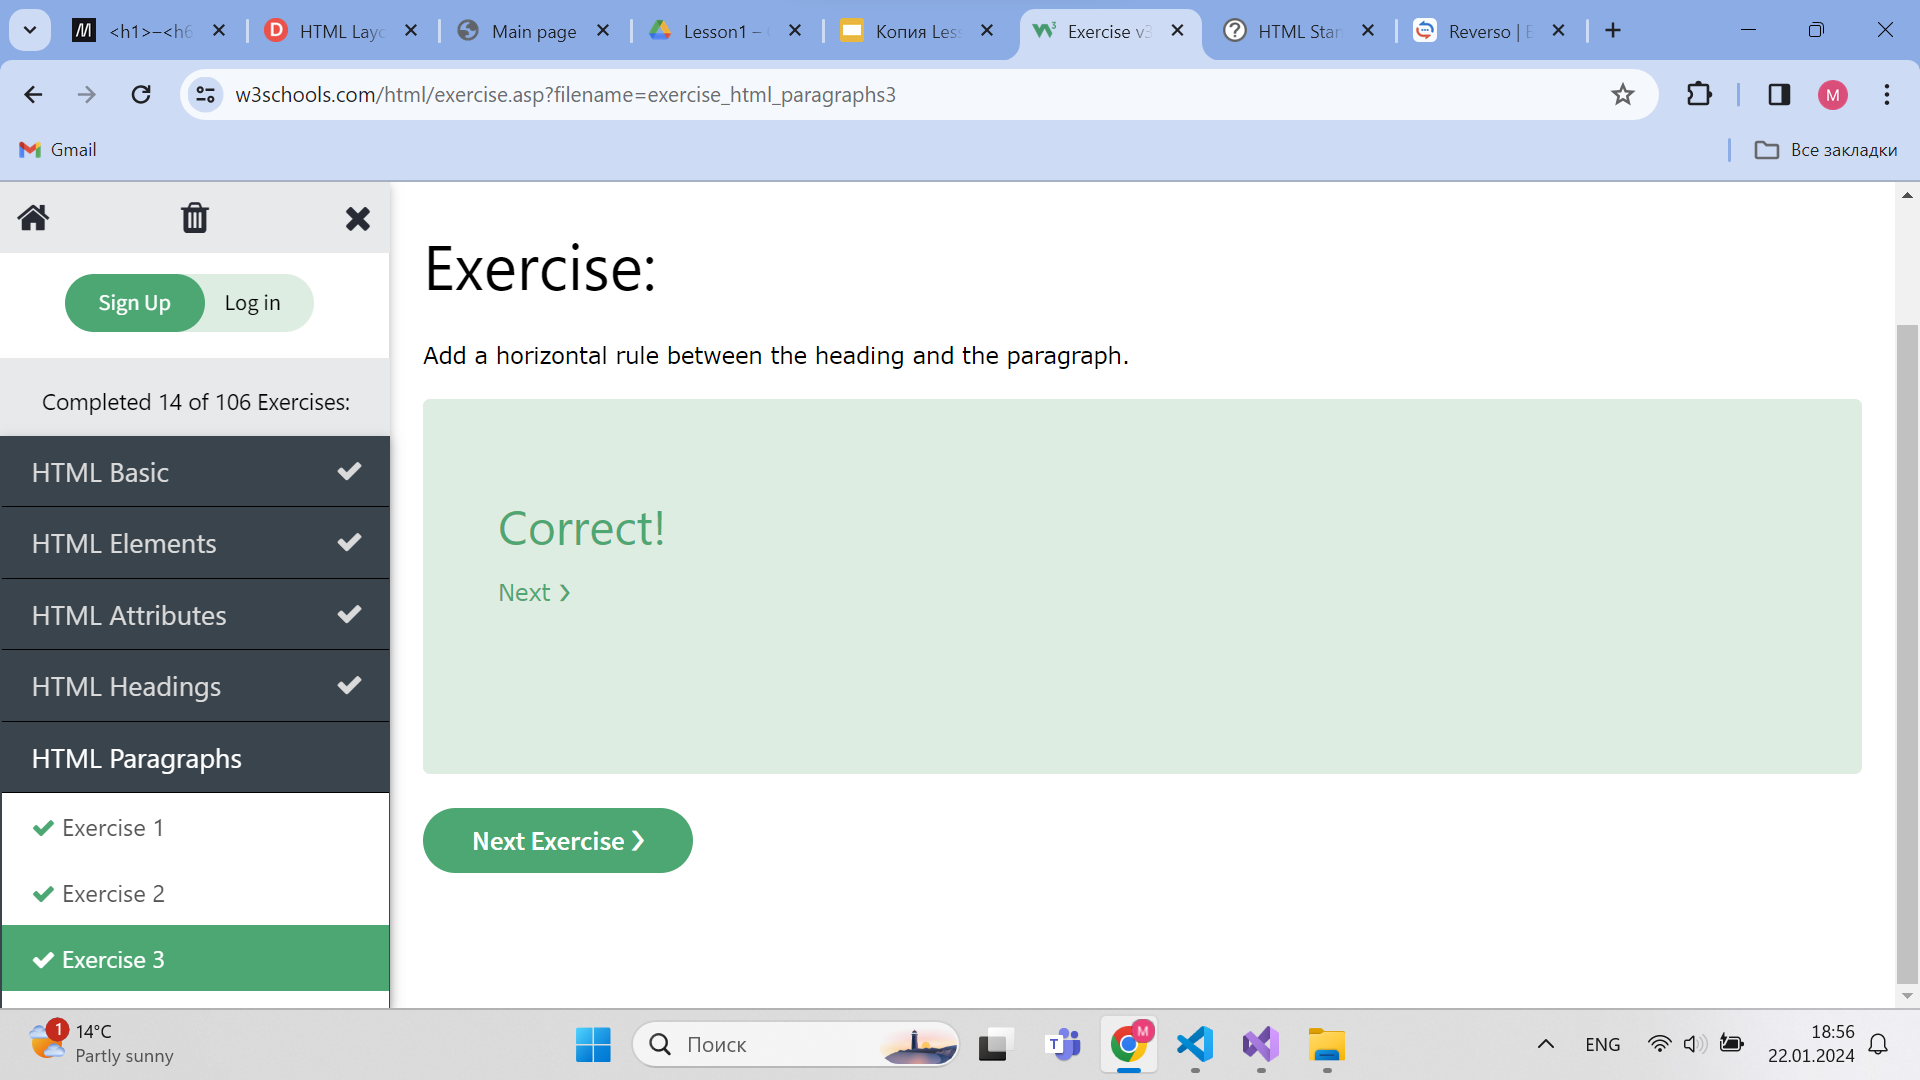 <h1>–<h6
HTML Layo
Main page
Lesson1 –
Копия Less
Exercise v3
HTML Star
Reverso | E
w3schools.com/html/exercise.asp?filename=exercise_html_paragraphs3
M
Gmail
Все закладки
Sign Up
Log in
Completed 14 of 106 Exercises:
HTML Basic
HTML Elements
HTML Attributes
HTML Headings
HTML Paragraphs
Exercise 1
Exercise 2
Exercise 3
Exercise:
Add a horizontal rule between the heading and the paragraph.
Correct!
Next ❯
Next Exercise ❯
1
14°C
Partly sunny
Поиск
M
ENG
18:56
22.01.2024